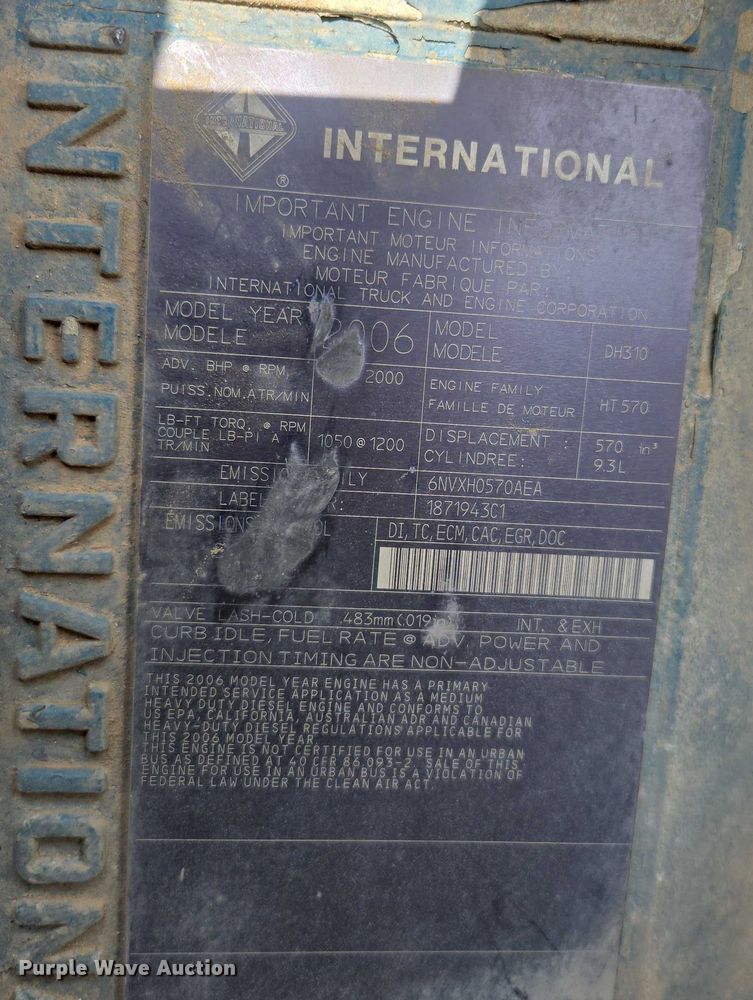 INTERNATIONAL
INTERNATIONAL
INTERNATIONAL
®
IMPORTANT ENGINE
IMPORTANT MOTEUR INFORMATIONS
ENGINE MANUFACTURED BY:
MOTEUR FABRIQUE PAR:
INTERNATIONAL TRUCK AND ENGINE CORPORATION
MODEL YEAR 2006
MODELE
MODEL DH310
MODELE
ADV. BHP @ RPM 2000
PUISS.NOM.ATR/MIN
ENGINE FAMILY HT570
FAMILLE DE MOTEUR
LB-FT TORQ. @ RPM 1050 @ 1200
COUPLE LB-PI A
TR/MIN
DISPLACEMENT : 570 in³
CYLINDREE: 9.3L
6NVXH0570AEA
LABEL 1871943C1
EMISSIONS DI,TC,ECM,CAC,EGR,DOC
VALVE LASH-COLD .483mm(.019in) INT. & EXH
CURB IDLE, FUEL RATE @ ADV. POWER AND
INJECTION TIMING ARE NON-ADJUSTABLE
THIS 2006 MODEL YEAR ENGINE HAS A PRIMARY
INTENDED SERVICE APPLICATION AS A MEDIUM
HEAVY DUTY DIESEL ENGINE AND CONFORMS TO
US EPA, CALIFORNIA, AUSTRALIAN ADR AND CANADIAN
HEAVY-DUTY DIESEL REGULATIONS APPLICABLE FOR
THIS 2006 MODEL YEAR
THIS ENGINE IS NOT CERTIFIED FOR USE IN AN URBAN
BUS AS DEFINED AT 40 CFR 86.093-2. SALE OF THIS
ENGINE FOR USE IN AN URBAN BUS IS A VIOLATION OF
FEDERAL LAW UNDER THE CLEAN AIR ACT.
Purple Wave Auction